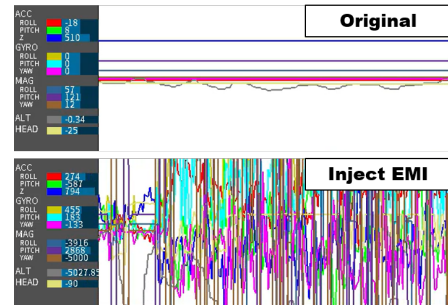 Original
ACC
ROLL -18
PITCH 8
Z 510
GYRO
ROLL 0
PITCH 0
YAW 0
MAG
ROLL 57
PITCH 121
YAW 12
ALT -0.34
HEAD -25
Inject EMI
ACC
ROLL 274
PITCH -587
Z 794
GYRO
ROLL 455
PITCH 183
YAW -133
MAG
ROLL -3916
PITCH 2868
YAW -5000
ALT -5027.85
HEAD -90